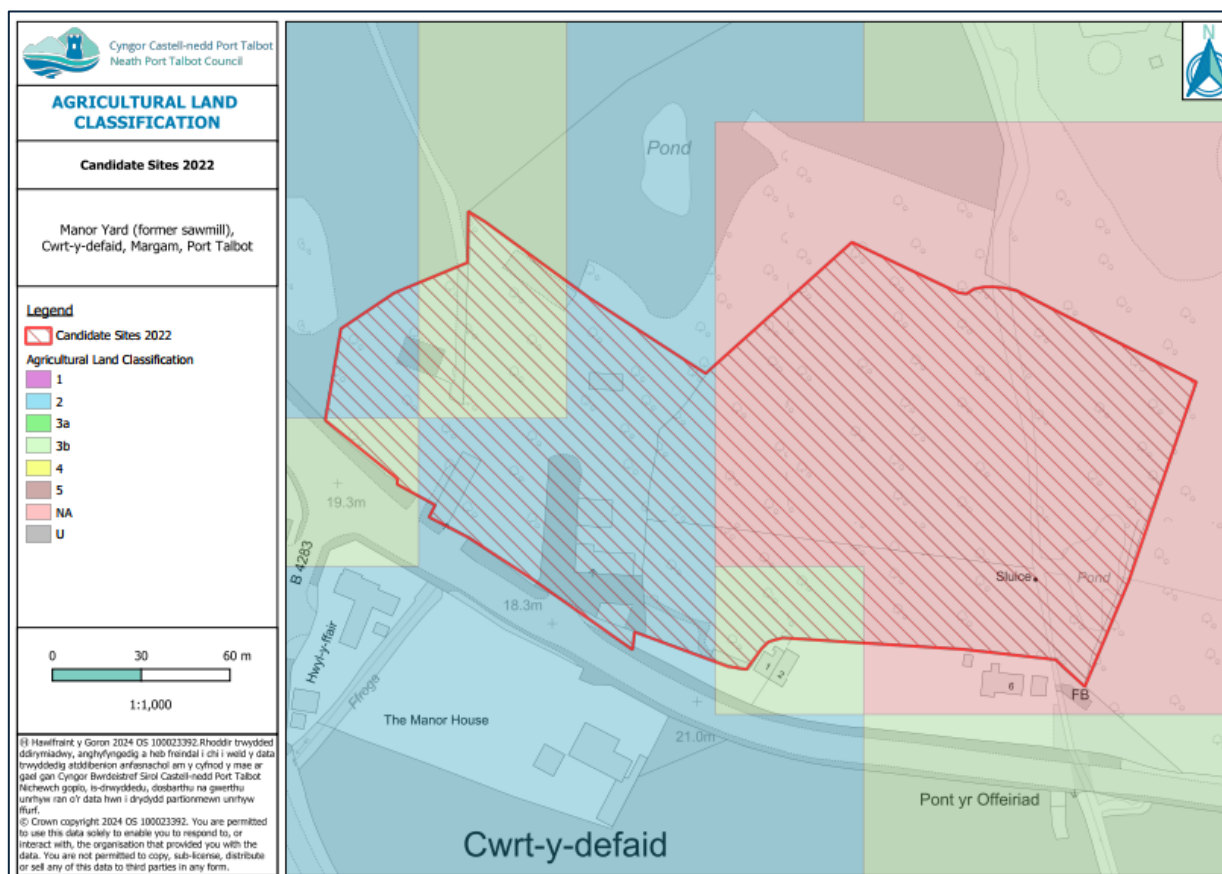 Cyngor Castell-nedd Port Talbot
Neath Port Talbot Council
AGRICULTURAL LAND
CLASSIFICATION
Candidate Sites 2022
Manor Yard (former sawmill),
Cwrt-y-defaid, Margam, Port Talbot
Legend
Candidate Sites 2022
Agricultural Land Classification
1
2
3a
3b
4
5
NA
U
0 30 60 m
1:1,000
© Hawlfraint y Goron 2024 OS 100023392.Rhoddir trwydded
ddirymiadwy, anghyfyngedig a heb freindal i chi i weld y data
trwyddedig atddibenion anfasnachol am y cyfnod y mae ar
gael gan Cyngor Bwrdeistref Sirol Castell-nedd Port Talbot
Nichewch gopïo, is-drwyddedu, dosbarthu na gwerthu
unrhyw ran o'r data hwn i drydydd partionmewn unrhyw
ffurf.
© Crown copyright 2024 OS 100023392. You are permitted
to use this data solely to enable you to respond to, or
interact with, the organisation that provided you with the
data. You are not permitted to copy, sub-license, distribute
or sell any of this data to third parties in any form.
N
Pond
19.3m
B 4283
18.3m
Hwyl-y-ffair
Ffroga
The Manor House
1
2
21.0m
Sluice
Pond
6
FB
Pont yr Offeiriad
Cwrt-y-defaid